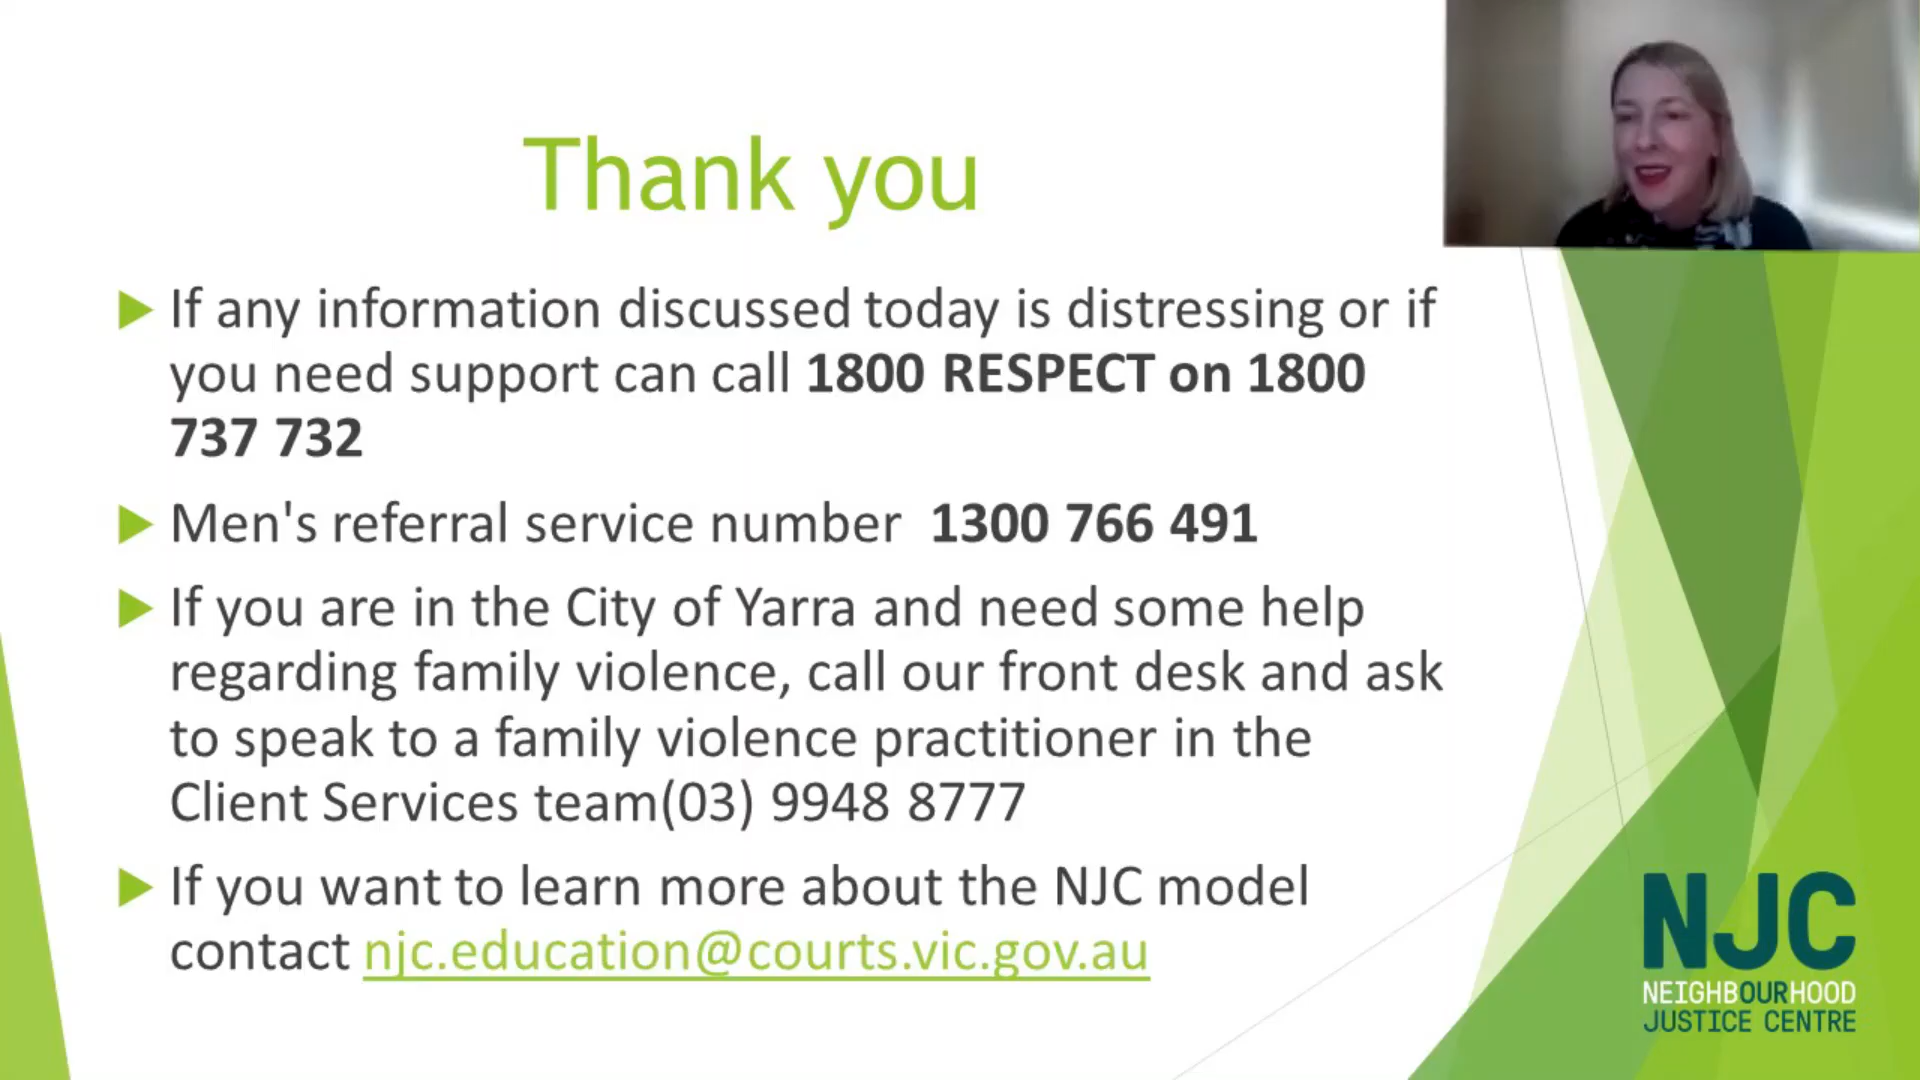 Thank you
If any information discussed today is distressing or if
you need support can call 1800 RESPECT on 1800
737 732
Men's referral service number  1300 766 491
If you are in the City of Yarra and need some help
regarding family violence, call our front desk and ask
to speak to a family violence practitioner in the
Client Services team(03) 9948 8777
If you want to learn more about the NJC model
contact njc.education@courts.vic.gov.au
NJC
NEIGHBOURHOOD
JUSTICE CENTRE